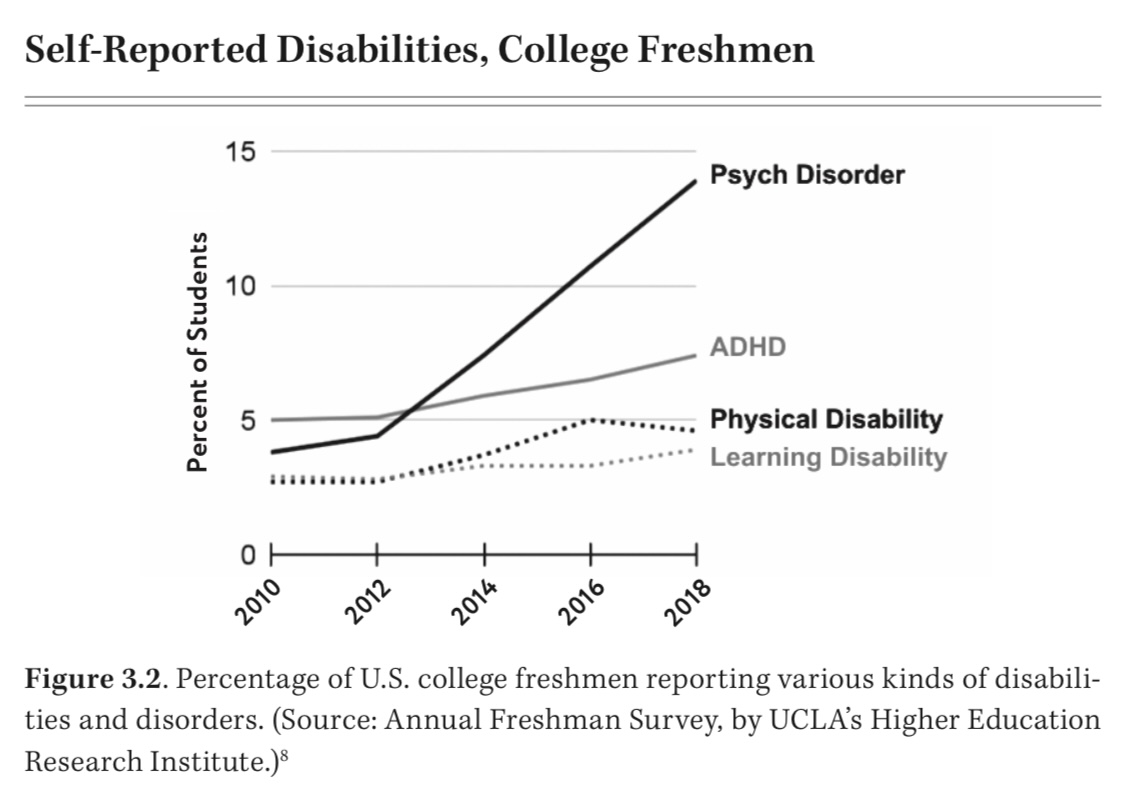 Self-Reported Disabilities, College Freshmen
15
Psych Disorder
Percent of Students
10
ADHD
5
Physical Disability
Learning Disability
0
2010
2012
2014
2016
2018
Figure 3.2. Percentage of U.S. college freshmen reporting various kinds of disabili-
ties and disorders. (Source: Annual Freshman Survey, by UCLA’s Higher Education
Research Institute.)⁸